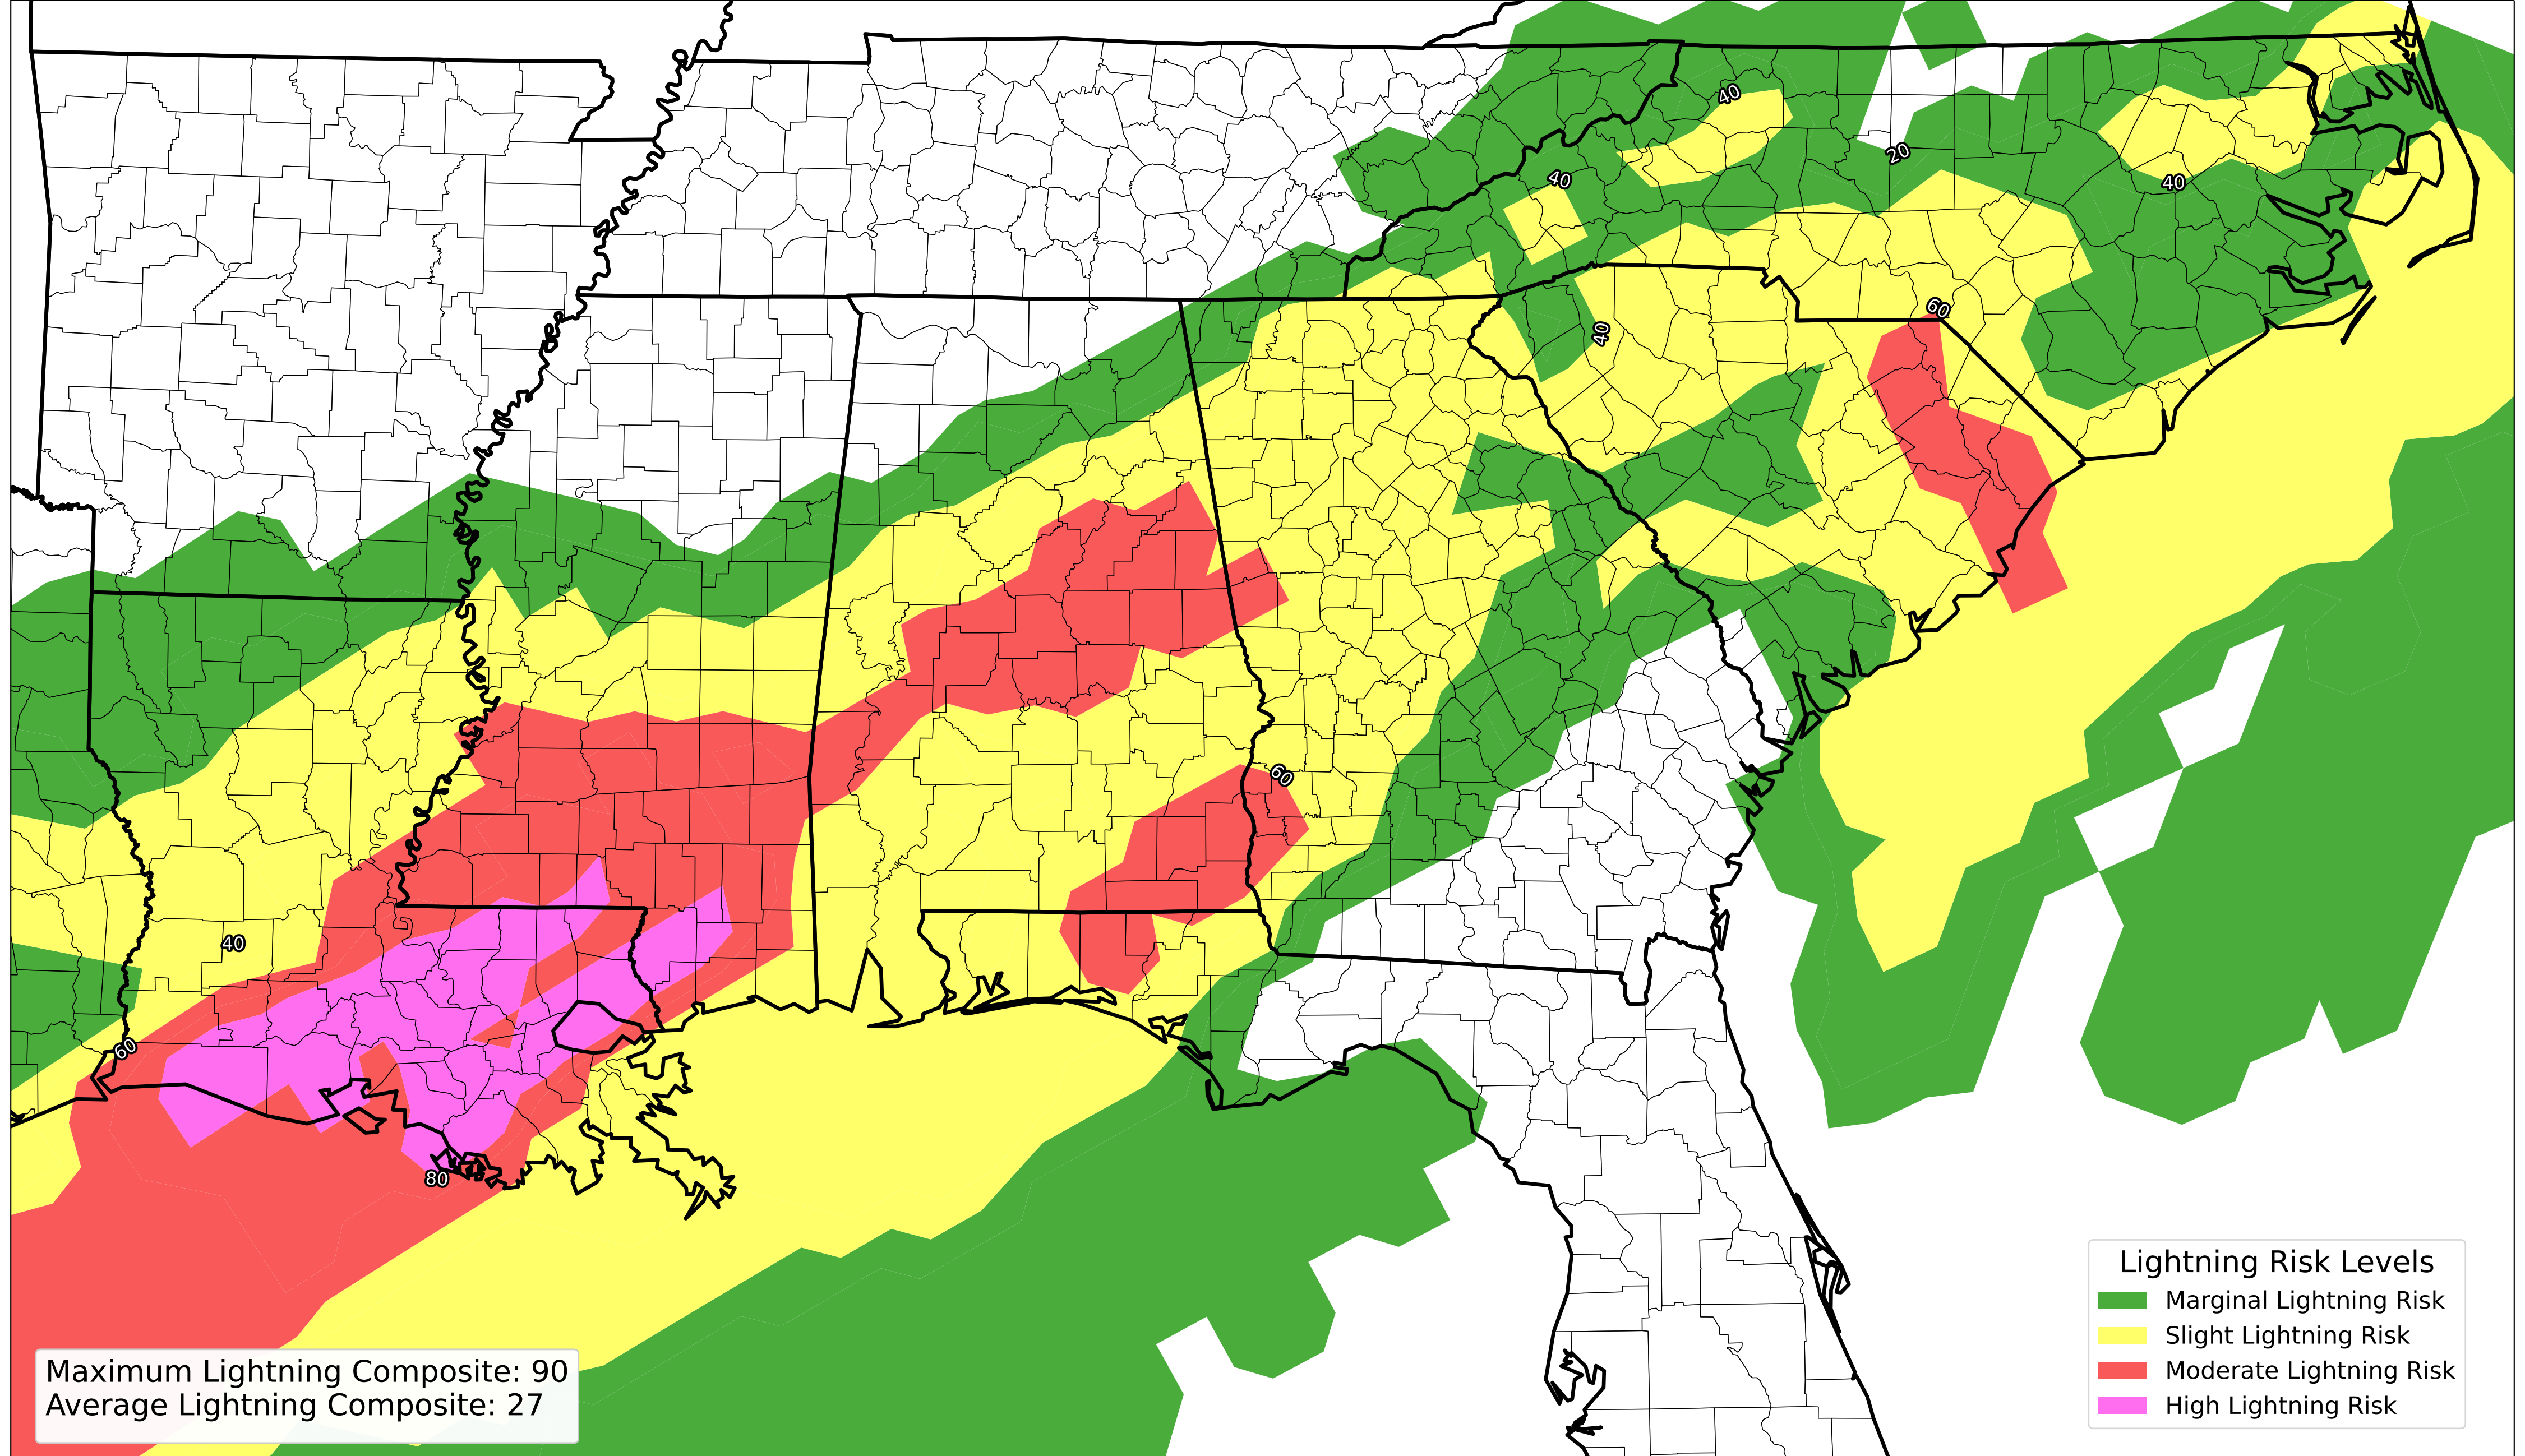 40
20
40
40
60
40
60
40
60
80
Lightning Risk Levels
Marginal Lightning Risk
Slight Lightning Risk
Moderate Lightning Risk
High Lightning Risk
Maximum Lightning Composite: 90
Average Lightning Composite: 27